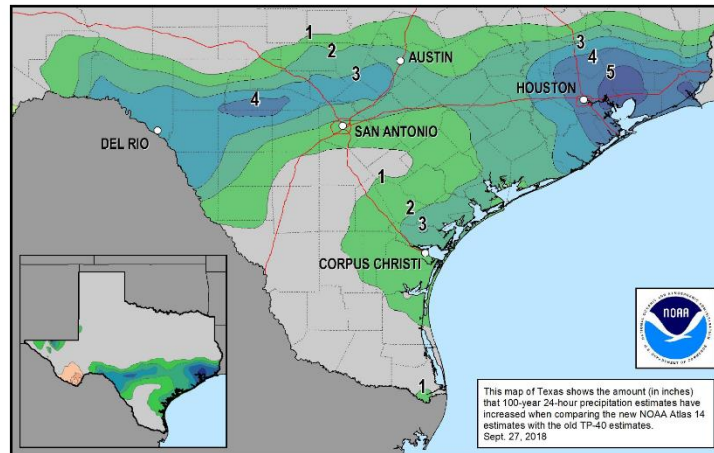 1
2
3
4
AUSTIN
3
4
5
HOUSTON
DEL RIO
SAN ANTONIO
1
2
3
CORPUS CHRISTI
1
NOAA
This map of Texas shows the amount (in inches)
that 100-year 24-hour precipitation estimates have
increased when comparing the new NOAA Atlas 14
estimates with the old TP-40 estimates.
Sept. 27, 2018